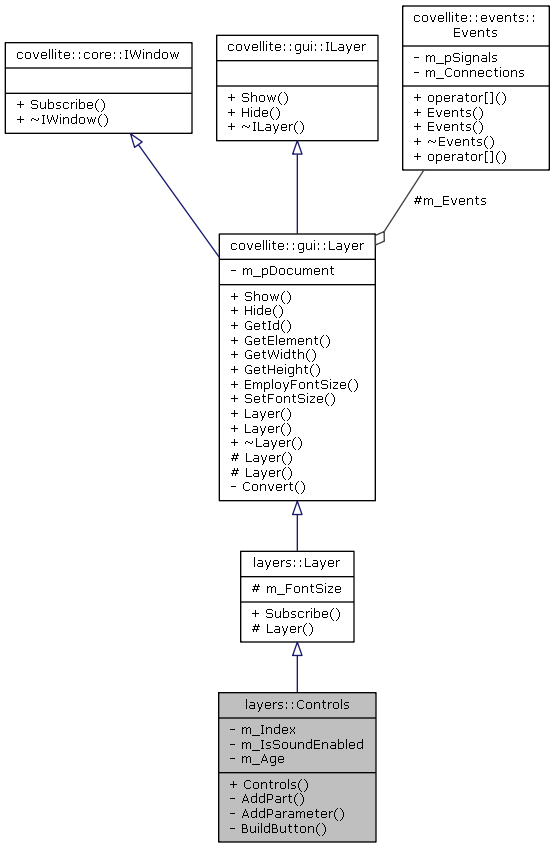 covellite::core::IWindow
+ Subscribe()
+ ~IWindow()
covellite::gui::ILayer
+ Show()
+ Hide()
+ ~ILayer()
covellite::events::
Events
- m_pSignals
- m_Connections
+ operator[]()
+ Events()
+ Events()
+ ~Events()
+ operator[]()
#m_Events
covellite::gui::Layer
- m_pDocument
+ Show()
+ Hide()
+ GetId()
+ GetElement()
+ GetWidth()
+ GetHeight()
+ EmployFontSize()
+ SetFontSize()
+ Layer()
+ Layer()
+ ~Layer()
# Layer()
# Layer()
- Convert()
layers::Layer
# m_FontSize
+ Subscribe()
# Layer()
layers::Controls
- m_Index
- m_IsSoundEnabled
- m_Age
+ Controls()
- AddPart()
- AddParameter()
- BuildButton()